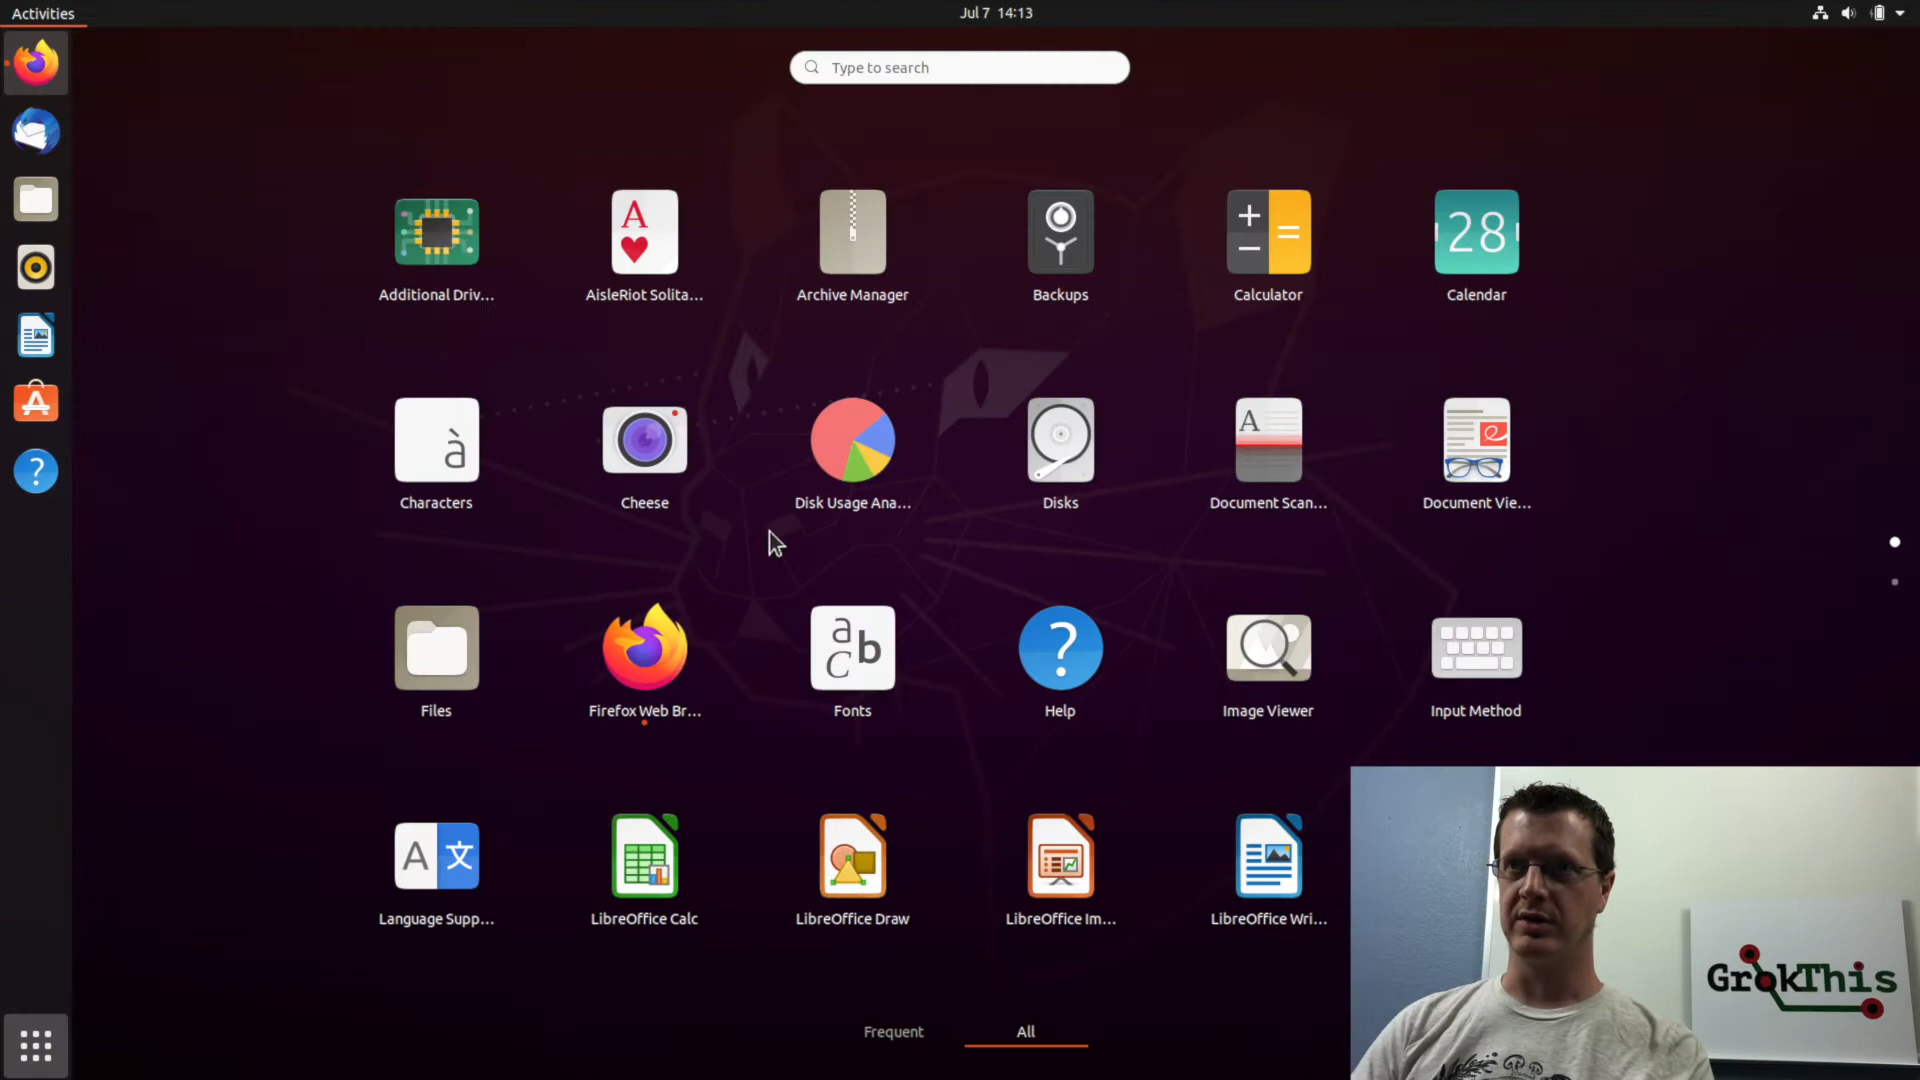 Activities
Jul 7 14:13
Type to search
A
28
Additional Driv...
AisleRiot Solita...
Archive Manager
Backups
Calculator
Calendar
à
A
Characters
Cheese
Disk Usage Ana...
Disks
Document Scan...
Document Vie...
a b c
?
Files
Firefox Web Br...
Fonts
Help
Image Viewer
Input Method
A 文
Language Supp...
LibreOffice Calc
LibreOffice Draw
LibreOffice Im...
LibreOffice Wri...
GrokThis
Frequent
All